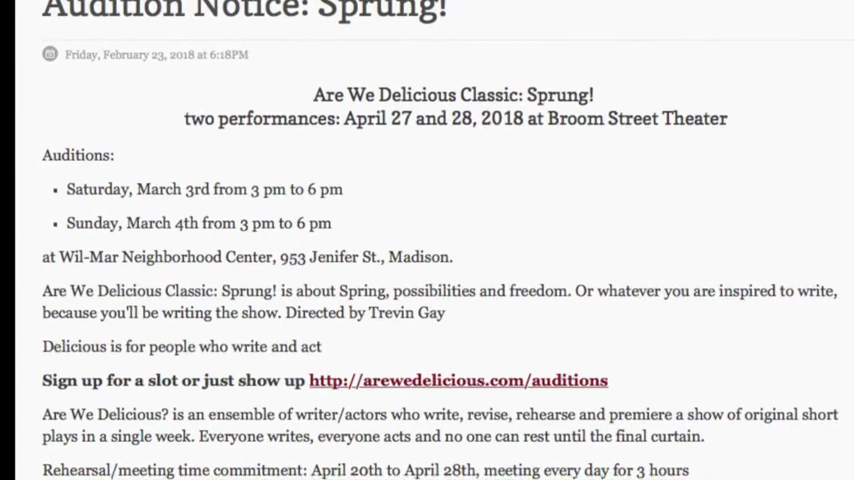 Audition Notice: Sprung!
Friday, February 23, 2018 at 6:18PM
Are We Delicious Classic: Sprung!
two performances: April 27 and 28, 2018 at Broom Street Theater
Auditions:
Saturday, March 3rd from 3 pm to 6 pm
Sunday, March 4th from 3 pm to 6 pm
at Wil-Mar Neighborhood Center, 953 Jenifer St., Madison.
Are We Delicious Classic: Sprung! is about Spring, possibilities and freedom. Or whatever you are inspired to write,
because you'll be writing the show. Directed by Trevin Gay
Delicious is for people who write and act
Sign up for a slot or just show up http://arewedelicious.com/auditions
Are We Delicious? is an ensemble of writer/actors who write, revise, rehearse and premiere a show of original short
plays in a single week. Everyone writes, everyone acts and no one can rest until the final curtain.
Rehearsal/meeting time commitment: April 20th to April 28th, meeting every day for 3 hours